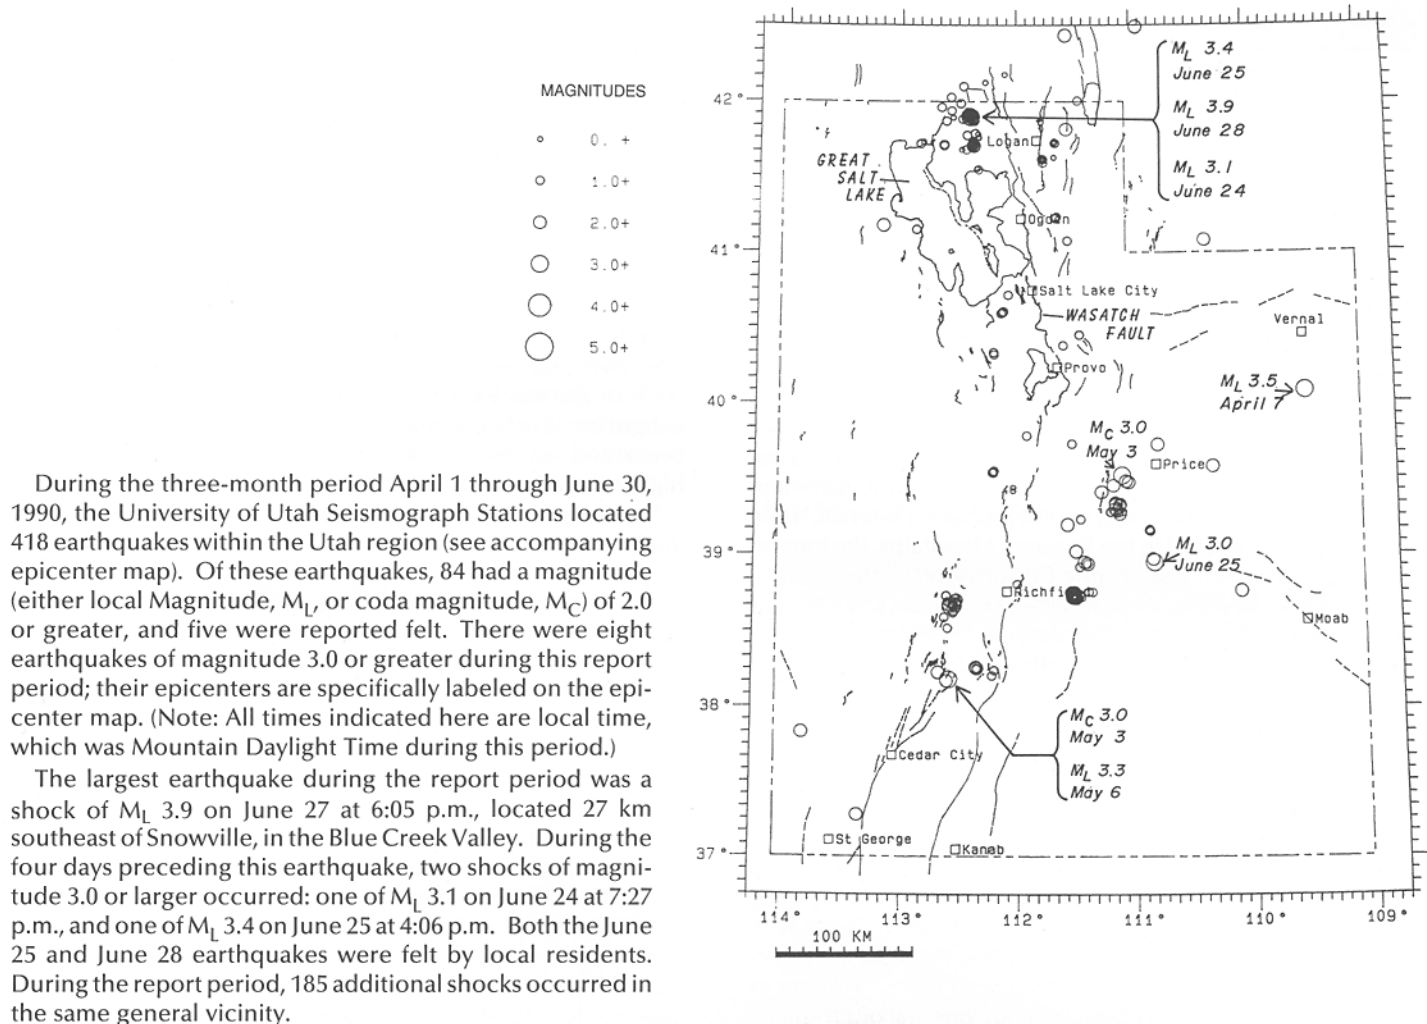 MAGNITUDES
0. +
1.0+
2.0+
3.0+
4.0+
5.0+
During the three-month period April 1 through June 30,
1990, the University of Utah Seismograph Stations located
418 earthquakes within the Utah region (see accompanying
epicenter map). Of these earthquakes, 84 had a magnitude
(either local Magnitude, ML, or coda magnitude, MC) of 2.0
or greater, and five were reported felt. There were eight
earthquakes of magnitude 3.0 or greater during this report
period; their epicenters are specifically labeled on the epi-
center map. (Note: All times indicated here are local time,
which was Mountain Daylight Time during this period.)
The largest earthquake during the report period was a
shock of ML 3.9 on June 27 at 6:05 p.m., located 27 km
southeast of Snowville, in the Blue Creek Valley. During the
four days preceding this earthquake, two shocks of magni-
tude 3.0 or larger occurred: one of ML 3.1 on June 24 at 7:27
p.m., and one of ML 3.4 on June 25 at 4:06 p.m. Both the June
25 and June 28 earthquakes were felt by local residents.
During the report period, 185 additional shocks occurred in
the same general vicinity.
113°
112°
111°
110°
109°
ML 3.4
June 25
ML 3.9
June 28
ML 3.1
June 24
42°
Logan
GREAT
SALT
LAKE
Ogden
41°
Salt Lake City
WASATCH
FAULT
Vernal
Provo
ML 3.5
April 7
40°
MC 3.0
May 3
Price
39°
ML 3.0
June 25
Richfi
Moab
38°
MC 3.0
May 3
ML 3.3
May 6
Cedar City
St George
Kanab
37°
114°
113°
112°
111°
110°
109°
100 KM